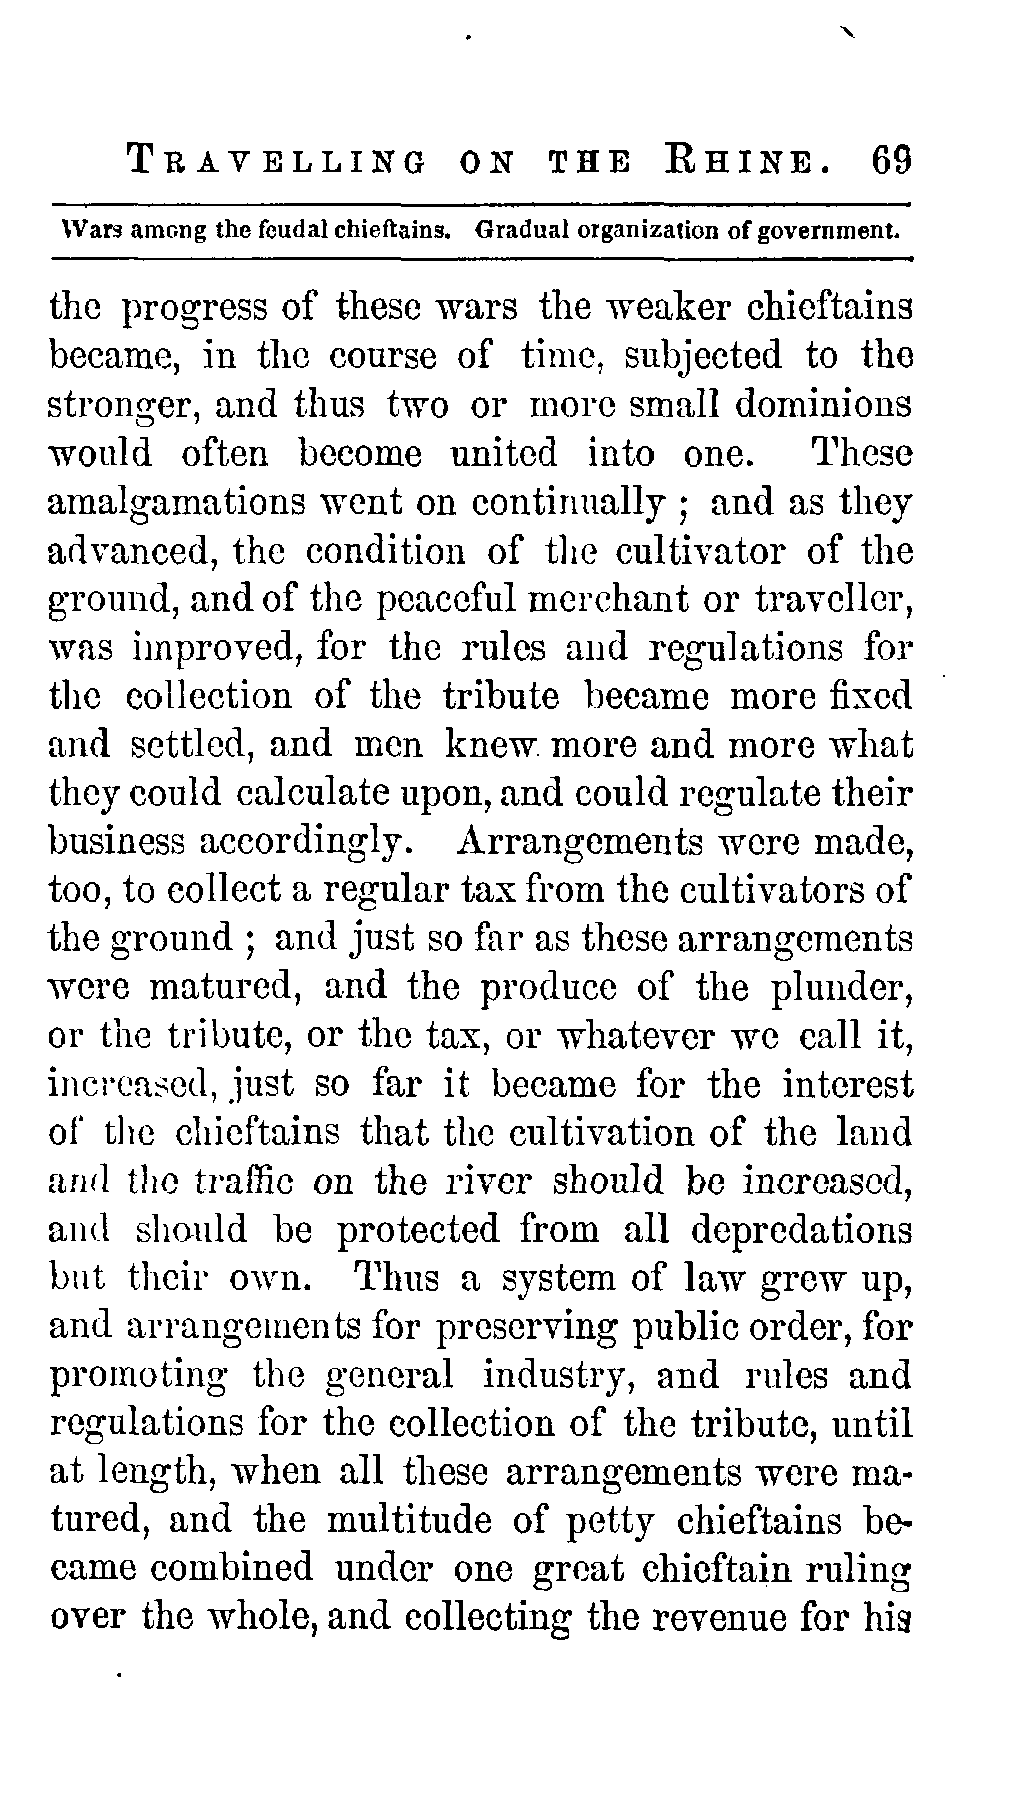 TRAVELLING ON THE RHINE. 69
Wars among the feudal chieftains. Gradual organization of government.
the progress of these wars the weaker chieftains
became, in the course of time, subjected to the
stronger, and thus two or more small dominions
would often become united into one. These
amalgamations went on continually ; and as they
advanced, the condition of the cultivator of the
ground, and of the peaceful merchant or traveller,
was improved, for the rules and regulations for
the collection of the tribute became more fixed
and settled, and men knew more and more what
they could calculate upon, and could regulate their
business accordingly. Arrangements were made,
too, to collect a regular tax from the cultivators of
the ground ; and just so far as these arrangements
were matured, and the produce of the plunder,
or the tribute, or the tax, or whatever we call it,
increased, just so far it became for the interest
of the chieftains that the cultivation of the land
and the traffic on the river should be increased,
and should be protected from all depredations
but their own. Thus a system of law grew up,
and arrangements for preserving public order, for
promoting the general industry, and rules and
regulations for the collection of the tribute, until
at length, when all these arrangements were ma-
tured, and the multitude of petty chieftains be-
came combined under one great chieftain ruling
over the whole, and collecting the revenue for his